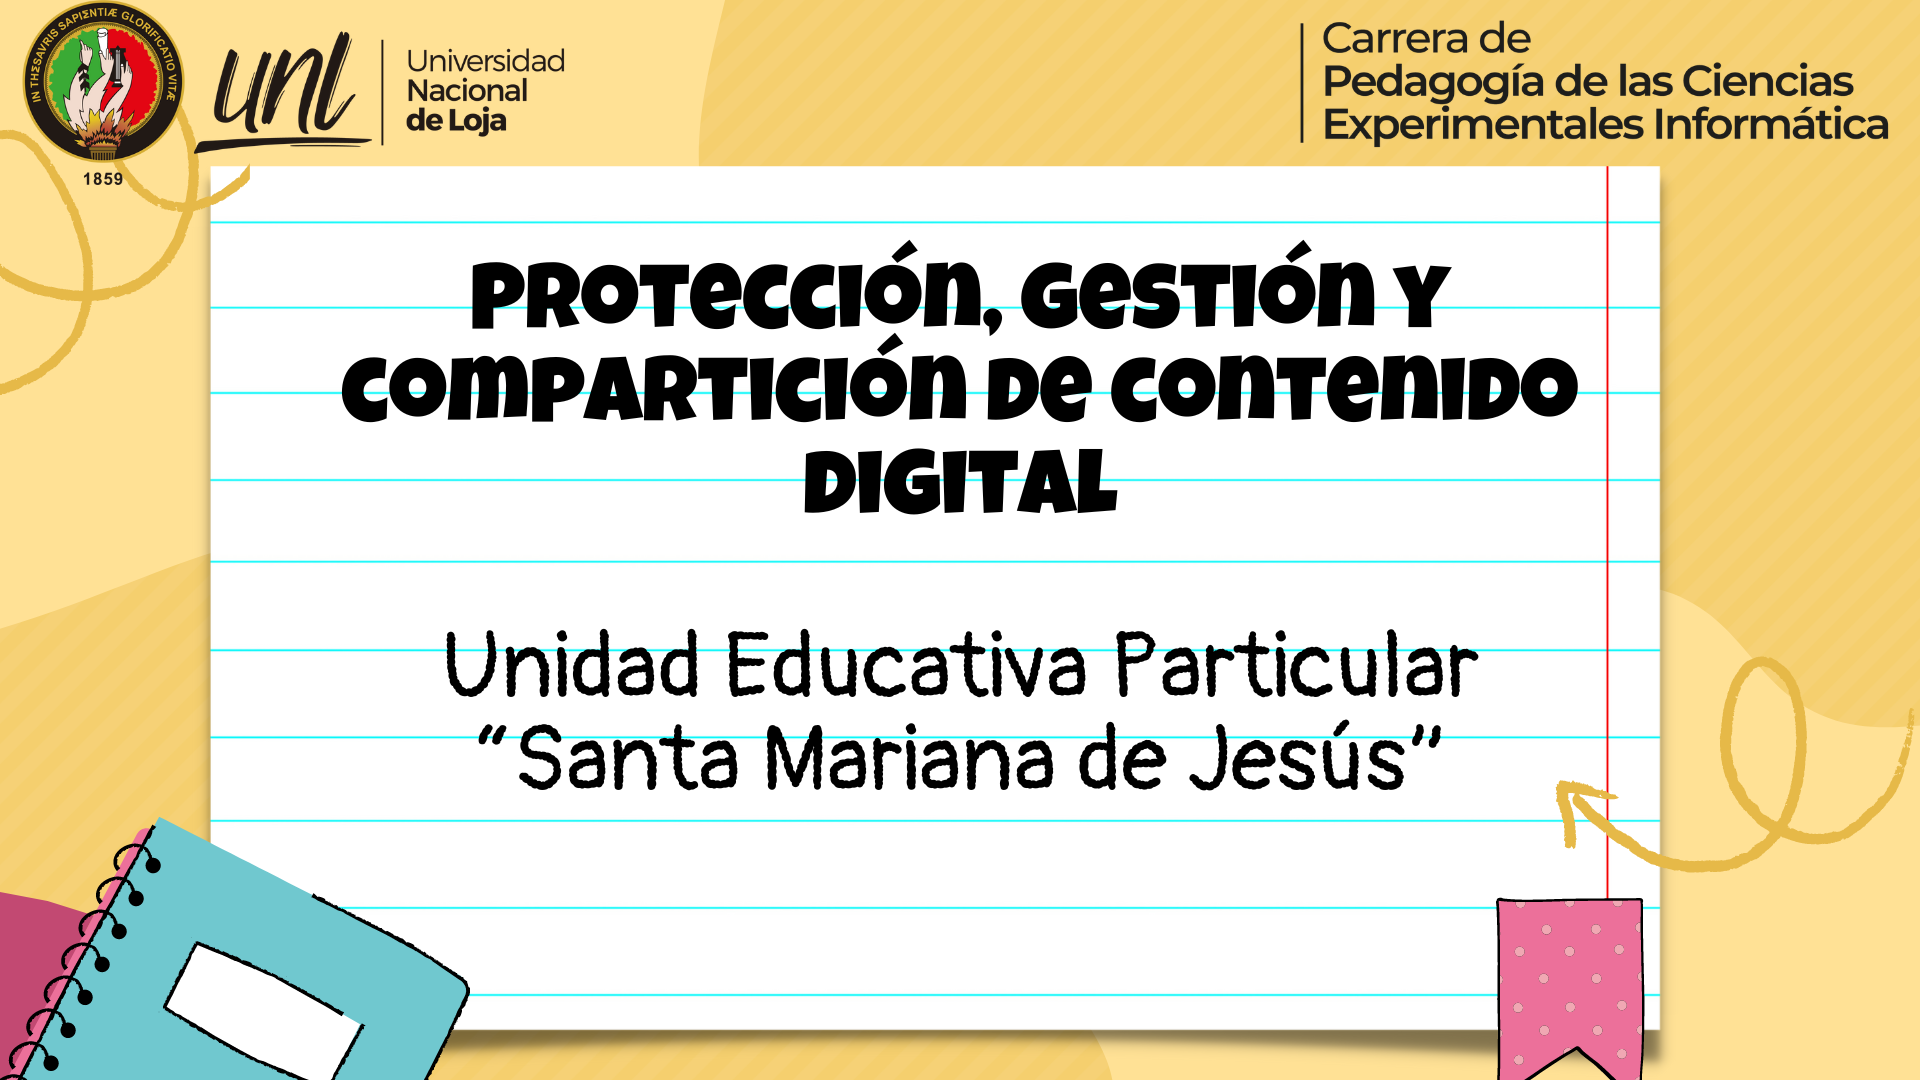 IN THESAVRIS SAPIENTIÆ GLORIFICATIO VITÆ
1859
unl
Universidad
Nacional
de Loja
Carrera de
Pedagogía de las Ciencias
Experimentales Informática
PROTECCIÓN, GESTIÓN Y
COMPARTICIÓN DE CONTENIDO
DIGITAL
Unidad Educativa Particular
“Santa Mariana de Jesús”